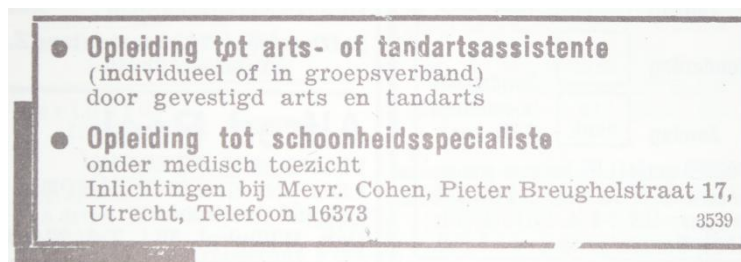 ● Opleiding tot arts- of tandartsassistente
(individueel of in groepsverband)
door gevestigd arts en tandarts
● Opleiding tot schoonheidsspecialiste
onder medisch toezicht
Inlichtingen bij Mevr. Cohen, Pieter Breughelstraat 17,
Utrecht, Telefoon 16373
3539